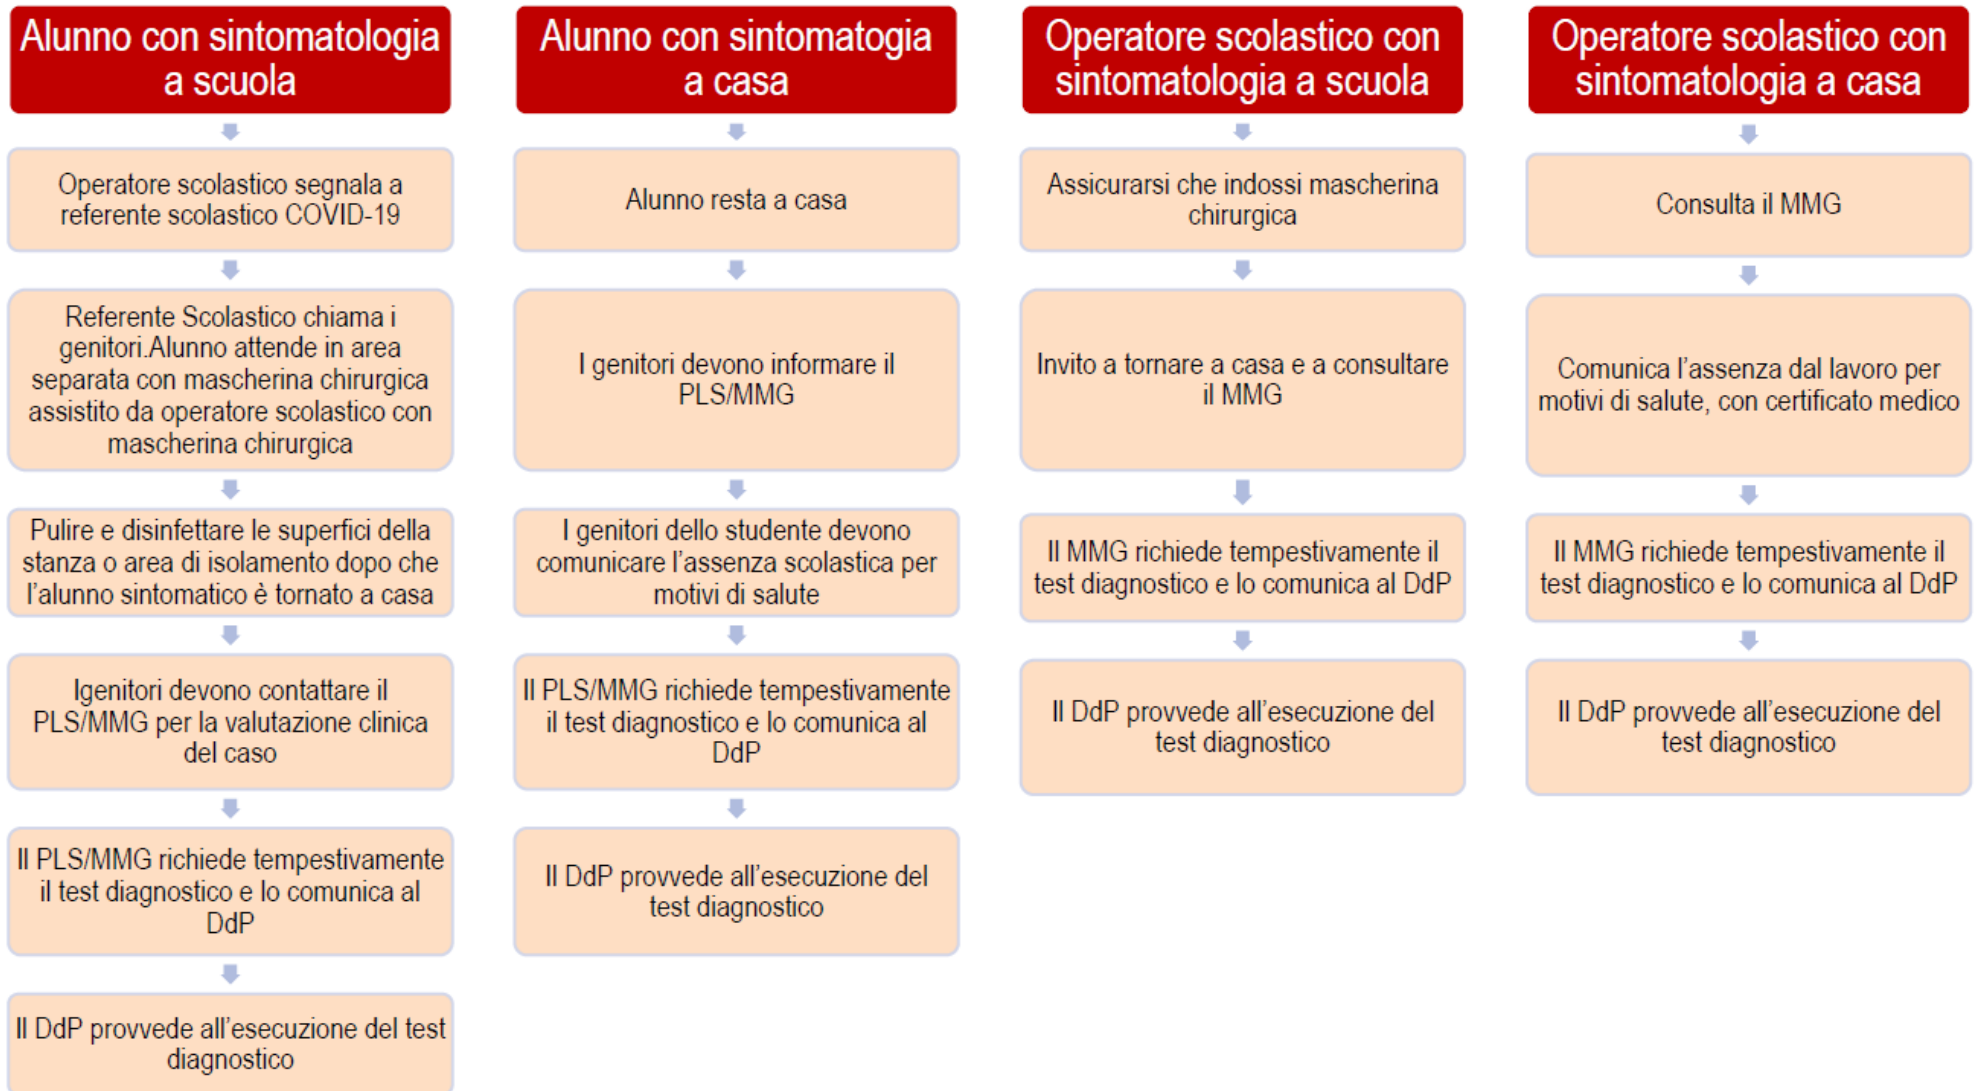 Alunno con sintomatologia
a scuola
Operatore scolastico segnala a
referente scolastico COVID-19
Referente Scolastico chiama i
genitori.Alunno attende in area
separata con mascherina chirurgica
assistito da operatore scolastico con
mascherina chirurgica
Pulire e disinfettare le superfici della
stanza o area di isolamento dopo che
l’alunno sintomatico è tornato a casa
Igenitori devono contattare il
PLS/MMG per la valutazione clinica
del caso
Il PLS/MMG richiede tempestivamente
il test diagnostico e lo comunica al
DdP
Il DdP provvede all’esecuzione del test
diagnostico
Alunno con sintomatogia
a casa
Alunno resta a casa
I genitori devono informare il
PLS/MMG
I genitori dello studente devono
comunicare l’assenza scolastica per
motivi di salute
Il PLS/MMG richiede tempestivamente
il test diagnostico e lo comunica al
DdP
Il DdP provvede all’esecuzione del
test diagnostico
Operatore scolastico con
sintomatologia a scuola
Assicurarsi che indossi mascherina
chirurgica
Invito a tornare a casa e a consultare
il MMG
Il MMG richiede tempestivamente il
test diagnostico e lo comunica al DdP
Il DdP provvede all’esecuzione del
test diagnostico
Operatore scolastico con
sintomatologia a casa
Consulta il MMG
Comunica l’assenza dal lavoro per
motivi di salute, con certificato medico
Il MMG richiede tempestivamente il
test diagnostico e lo comunica al DdP
Il DdP provvede all’esecuzione del
test diagnostico